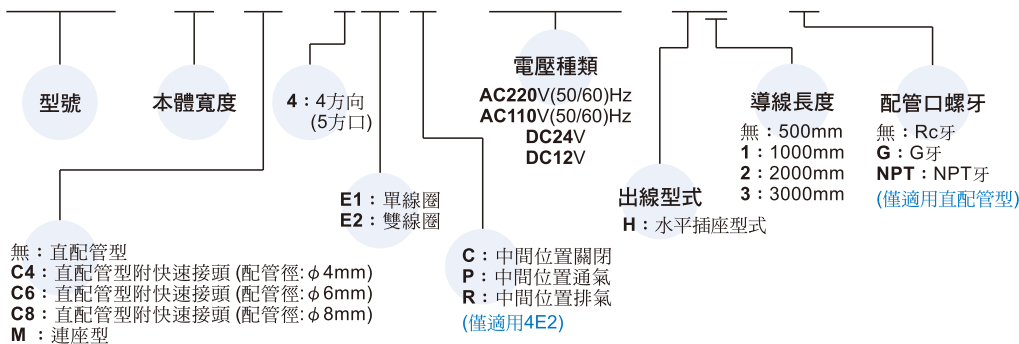 型號
本體寬度
4：4方向
(5方口)
電壓種類
AC220V(50/60)Hz
AC110V(50/60)Hz
DC24V
DC12V
導線長度
無：500mm
1：1000mm
2：2000mm
3：3000mm
配管口螺牙
無：Rc牙
G：G牙
NPT：NPT牙
(僅適用直配管型)
E1：單線圈
E2：雙線圈
出線型式
H：水平插座型式
無：直配管型
C4：直配管型附快速接頭 (配管徑:φ4mm)
C6：直配管型附快速接頭 (配管徑:φ6mm)
C8：直配管型附快速接頭 (配管徑:φ8mm)
M ：連座型
C：中間位置關閉
P：中間位置通氣
R：中間位置排氣
(僅適用4E2)